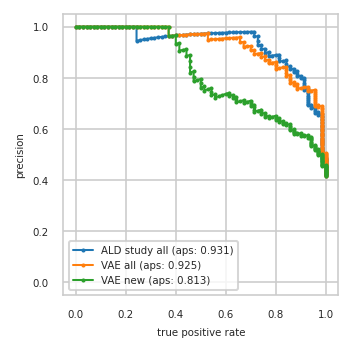 1.0
0.8
0.6
0.4
0.2
0.0
precision
ALD study all (aps: 0.931)
VAE all (aps: 0.925)
VAE new (aps: 0.813)
0.0 0.2 0.4 0.6 0.8 1.0
true positive rate